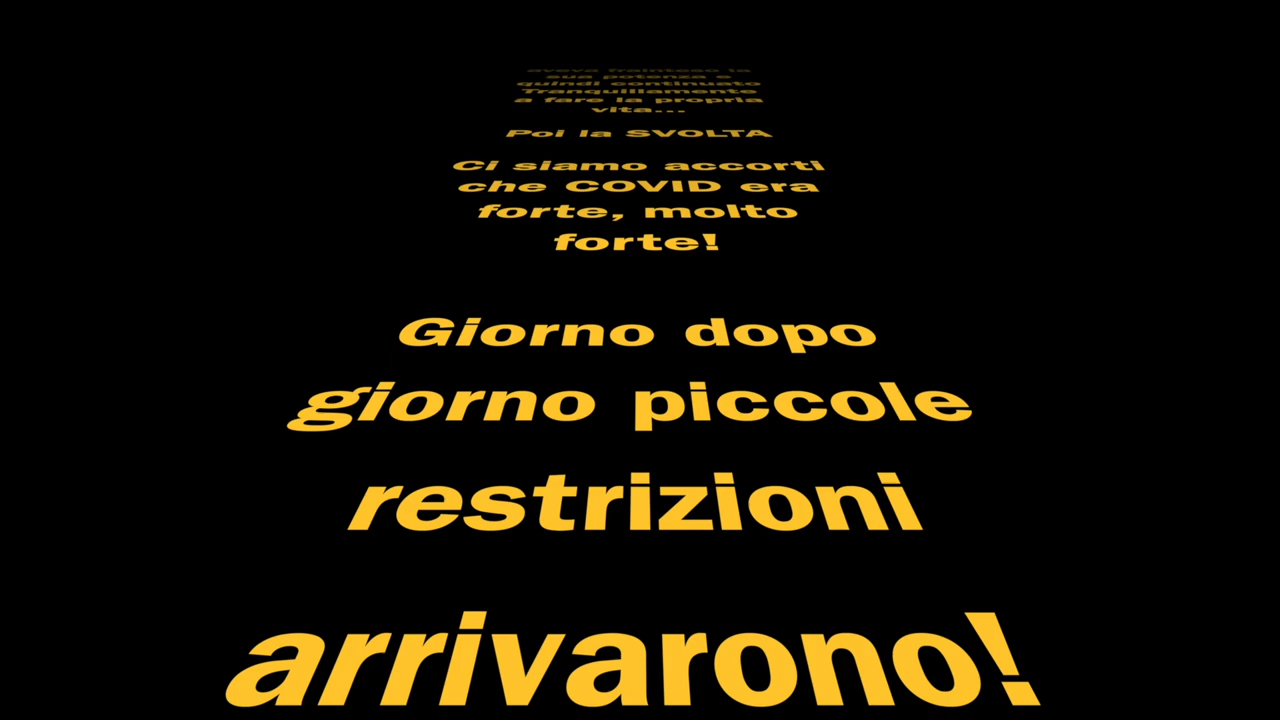 aveva frainteso la
sua potenza e
quindi continuato
Tranquillamente
a fare la propria
vita...
Poi la SVOLTA
Ci siamo accorti
che COVID era
forte, molto
forte!
Giorno dopo
giorno piccole
restrizioni
arrivarono!